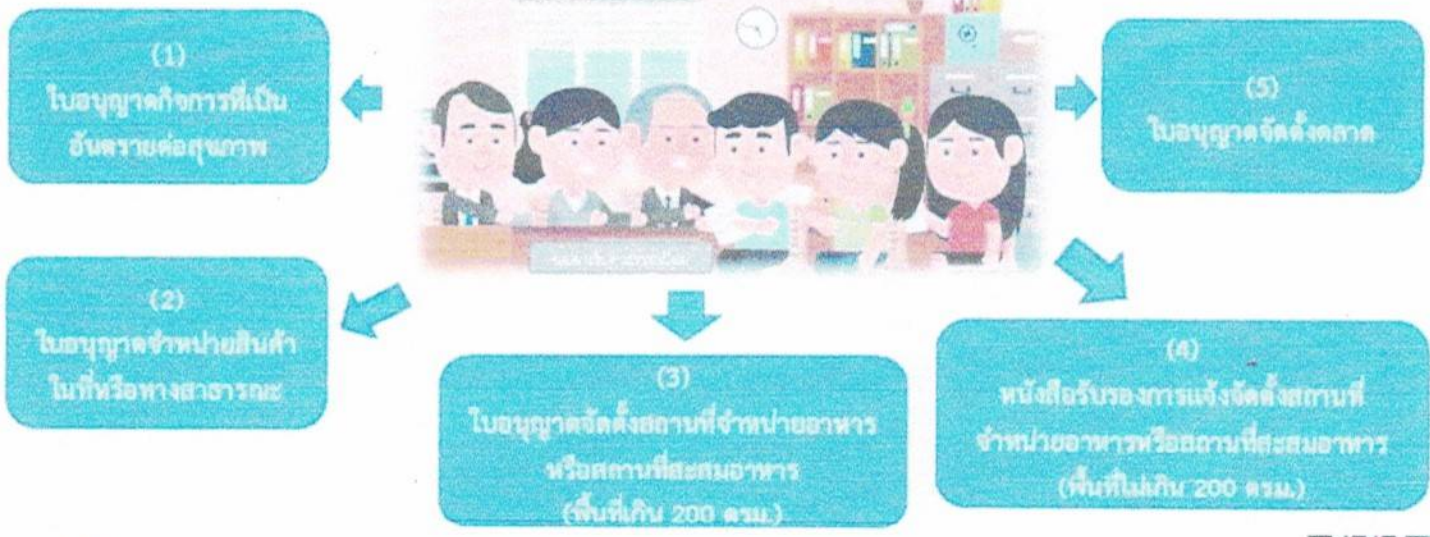 (1)
ใบอนุญาตกิจการที่เป็น
อันตรายต่อสุขภาพ
(2)
ใบอนุญาตจำหน่ายสินค้า
ในที่หรือทางสาธารณะ
(3)
ใบอนุญาตจัดตั้งสถานที่จำหน่ายอาหาร
หรือสถานที่สะสมอาหาร
(พื้นที่เกิน 200 ตรม.)
(4)
หนังสือรับรองการแจ้งจัดตั้งสถานที่
จำหน่ายอาหารหรือสถานที่สะสมอาหาร
(พื้นที่ไม่เกิน 200 ตรม.)
(5)
ใบอนุญาตจัดตั้งตลาด